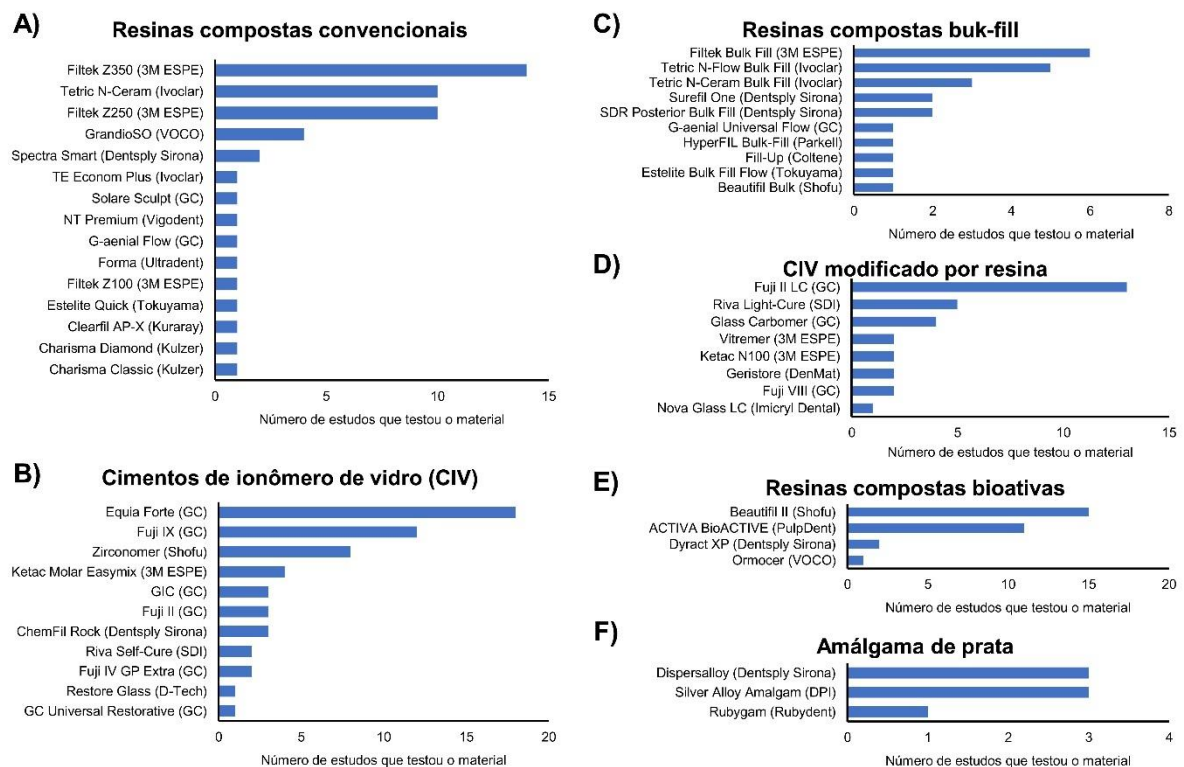 A)
Resinas compostas convencionais
Filtek Z350 (3M ESPE)
Tetric N-Ceram (Ivoclar)
Filtek Z250 (3M ESPE)
GrandioSO (VOCO)
Spectra Smart (Dentsply Sirona)
TE Econom Plus (Ivoclar)
Solare Sculpt (GC)
NT Premium (Vigodent)
G-aenial Flow (GC)
Forma (Ultradent)
Filtek Z100 (3M ESPE)
Estelite Quick (Tokuyama)
Clearfil AP-X (Kuraray)
Charisma Diamond (Kulzer)
Charisma Classic (Kulzer)
0 5 10 15
Número de estudos que testou o material
B)
Cimentos de ionômero de vidro (CIV)
Equia Forte (GC)
Fuji IX (GC)
Zirconomer (Shofu)
Ketac Molar Easymix (3M ESPE)
GIC (GC)
Fuji II (GC)
ChemFil Rock (Dentsply Sirona)
Riva Self-Cure (SDI)
Fuji IV GP Extra (GC)
Restore Glass (D-Tech)
GC Universal Restorative (GC)
0 5 10 15 20
Número de estudos que testou o material
C)
Resinas compostas buk-fill
Filtek Bulk Fill (3M ESPE)
Tetric N-Flow Bulk Fill (Ivoclar)
Tetric N-Ceram Bulk Fill (Ivoclar)
Surefil One (Dentsply Sirona)
SDR Posterior Bulk Fill (Dentsply Sirona)
G-aenial Universal Flow (GC)
HyperFIL Bulk-Fill (Parkell)
Fill-Up (Coltene)
Estelite Bulk Fill Flow (Tokuyama)
Beautifil Bulk (Shofu)
0 2 4 6 8
Número de estudos que testou o material
D)
CIV modificado por resina
Fuji II LC (GC)
Riva Light-Cure (SDI)
Glass Carbomer (GC)
Vitremer (3M ESPE)
Ketac N100 (3M ESPE)
Geristore (DenMat)
Fuji VIII (GC)
Nova Glass LC (Imicryl Dental)
0 5 10 15
Número de estudos que testou o material
E)
Resinas compostas bioativas
Beautifil II (Shofu)
ACTIVA BioACTIVE (PulpDent)
Dyract XP (Dentsply Sirona)
Ormocer (VOCO)
0 5 10 15 20
Número de estudos que testou o material
F)
Amálgama de prata
Dispersalloy (Dentsply Sirona)
Silver Alloy Amalgam (DPI)
Rubygam (Rubydent)
0 1 2 3 4
Número de estudos que testou o material